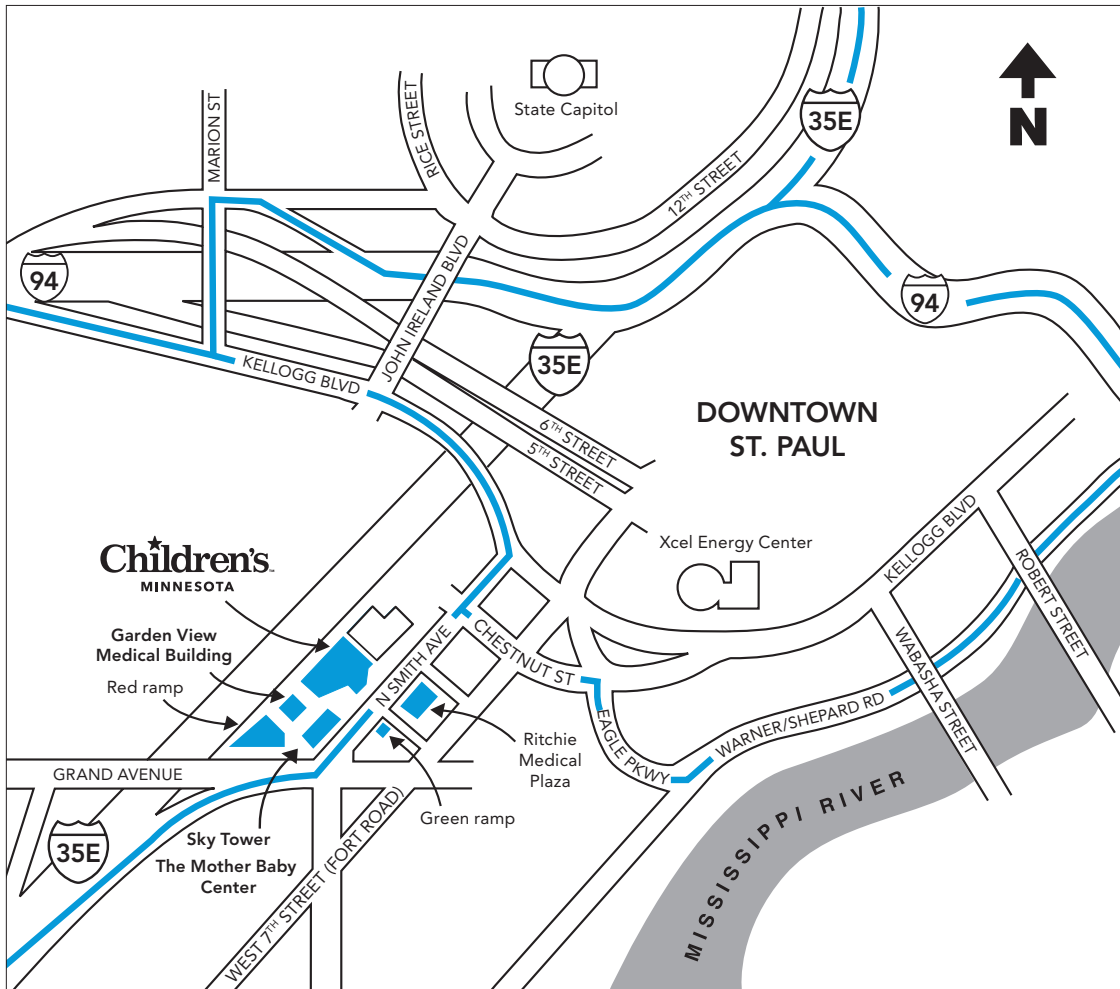 State Capitol
N
35E
MARION ST
RICE STREET
12TH STREET
JOHN IRELAND BLVD
94
94
35E
KELLOGG BLVD
6TH STREET
5TH STREET
DOWNTOWN
ST. PAUL
Children's
MINNESOTA
Xcel Energy Center
KELLOGG BLVD
ROBERT STREET
WABASHA STREET
Garden View
Medical Building
Red ramp
N SMITH AVE
CHESTNUT ST
EAGLE PKWY
WARNER/SHEPARD RD
Ritchie
Medical
Plaza
GRAND AVENUE
Green ramp
MISSISSIPPI RIVER
35E
Sky Tower
The Mother Baby
Center
WEST 7TH STREET (FORT ROAD)